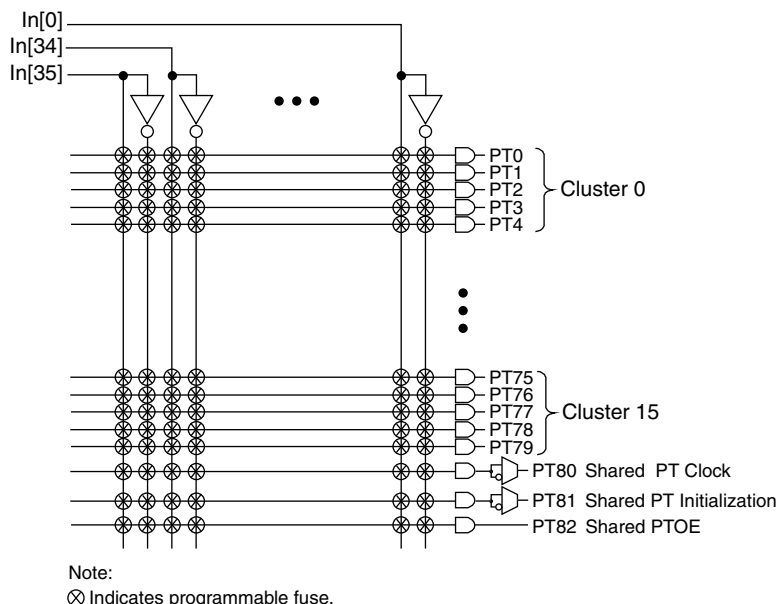 In[0]
In[34]
In[35]
PT0
PT1
PT2
PT3
PT4
Cluster 0
PT75
PT76
PT77
PT78
PT79
Cluster 15
PT80 Shared PT Clock
PT81 Shared PT Initialization
PT82 Shared PTOE
Note:
Indicates programmable fuse.